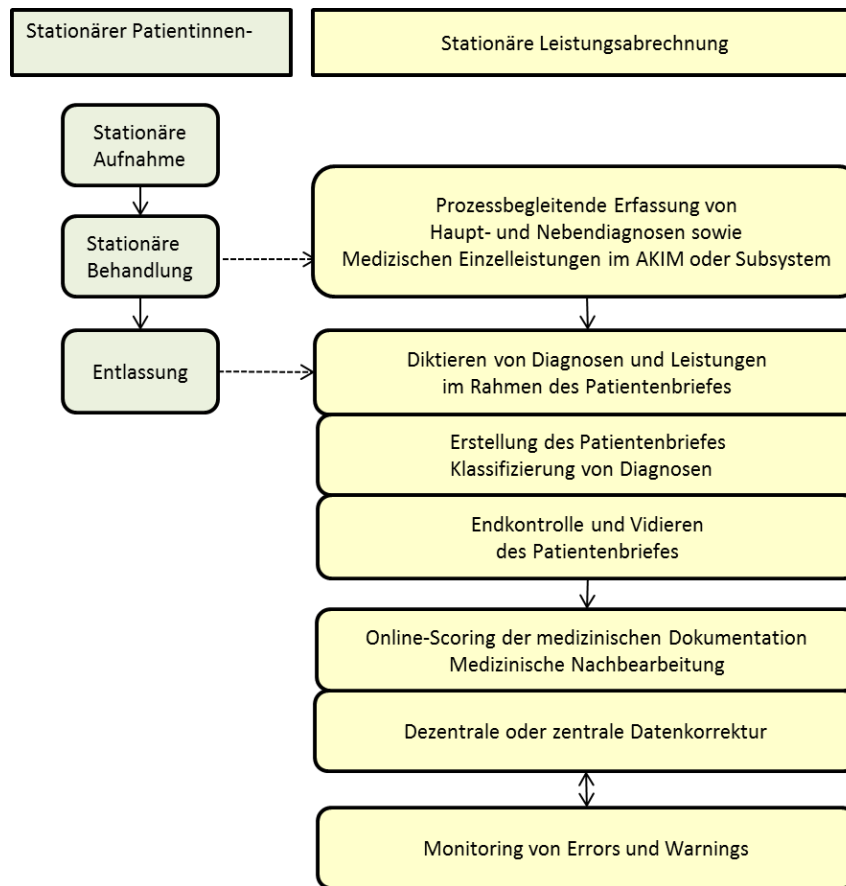 Stationärer Patientinnen-
Stationäre Leistungsabrechnung
Stationäre
Aufnahme
Stationäre
Behandlung
Entlassung
Prozessbegleitende Erfassung von
Haupt- und Nebendiagnosen sowie
Medizischen Einzelleistungen im AKIM oder Subsystem
Diktieren von Diagnosen und Leistungen
im Rahmen des Patientenbriefes
Erstellung des Patientenbriefes
Klassifizierung von Diagnosen
Endkontrolle und Vidieren
des Patientenbriefes
Online-Scoring der medizinischen Dokumentation
Medizinische Nachbearbeitung
Dezentrale oder zentrale Datenkorrektur
Monitoring von Errors und Warnings